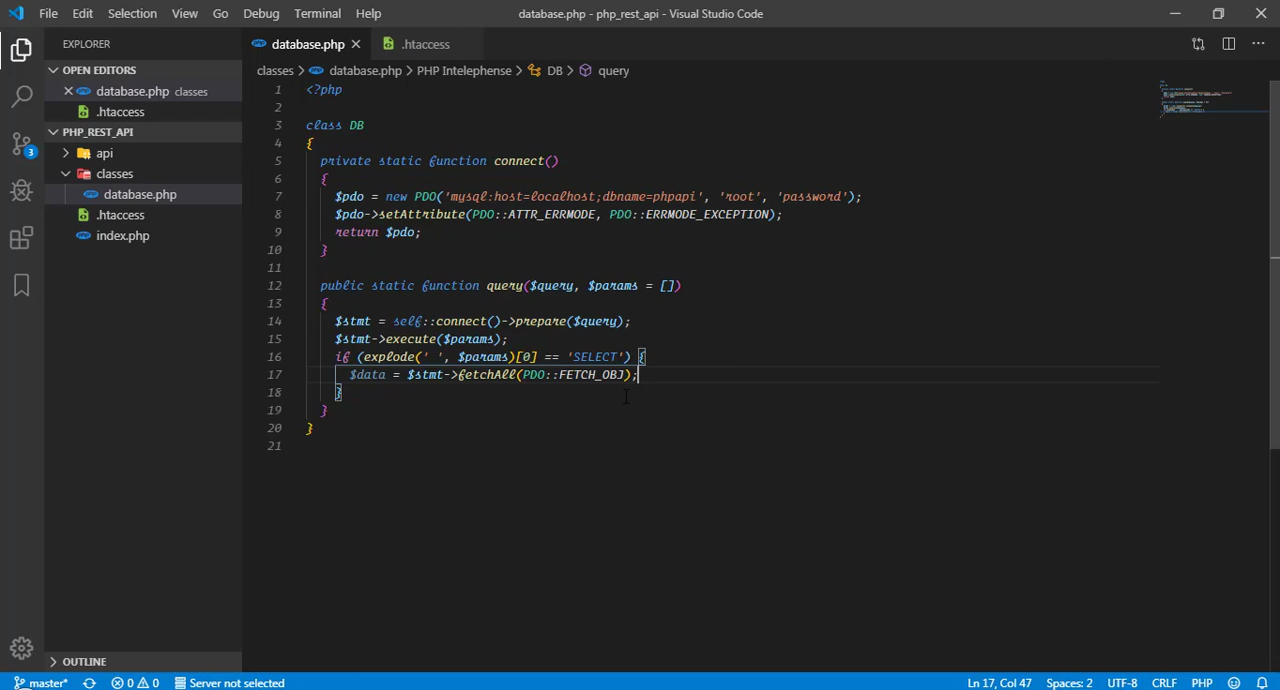 File Edit Selection View Go Debug Terminal Help database.php - php_rest_api - Visual Studio Code
EXPLORER
OPEN EDITORS
database.php classes
.htaccess
PHP_REST_API
api
classes
database.php
.htaccess
index.php
OUTLINE
3
database.php .htaccess
classes > database.php > PHP Intelephense > DB > query
1 <?php
2
3 class DB
4 {
5 private static function connect()
6 {
7 $pdo = new PDO('mysql:host=localhost;dbname=phpapi', 'root', 'password');
8 $pdo->setAttribute(PDO::ATTR_ERRMODE, PDO::ERRMODE_EXCEPTION);
9 return $pdo;
10 }
11
12 public static function query($query, $params = [])
13 {
14 $stmt = self::connect()->prepare($query);
15 $stmt->execute($params);
16 if (explode(' ', $params)[0] == 'SELECT') {
17 $data = $stmt->fetchAll(PDO::FETCH_OBJ);
18 }
19 }
20 }
21
master* 0 0 Server not selected Ln 17, Col 47 Spaces: 2 UTF-8 CRLF PHP